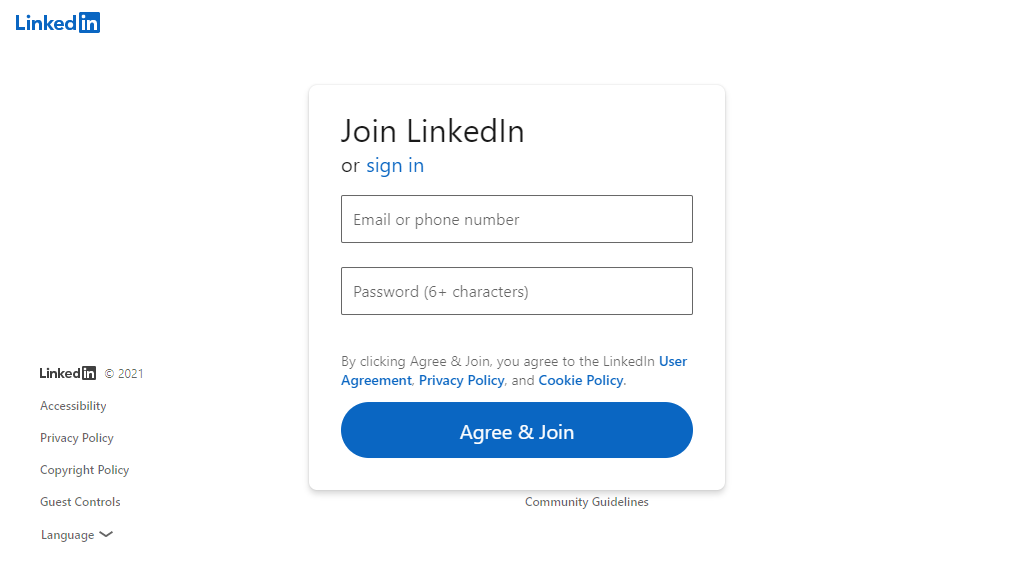 LinkedIn
Join LinkedIn
or sign in
Email or phone number
Password (6+ characters)
By clicking Agree & Join, you agree to the LinkedIn User
Agreement, Privacy Policy, and Cookie Policy.
Agree & Join
LinkedIn © 2021
Accessibility
Privacy Policy
Copyright Policy
Guest Controls
Community Guidelines
Language